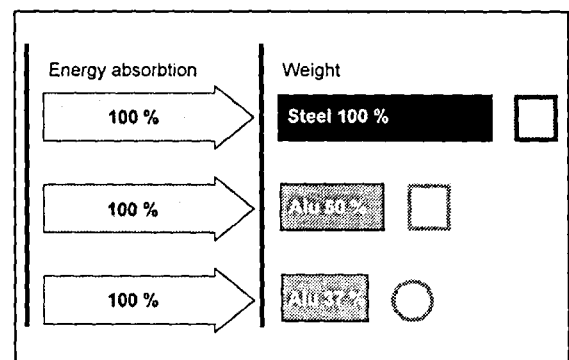 Energy absorbtion Weight
100 % Steel 100 %
100 % Alu 50 %
100 % Alu 37 %